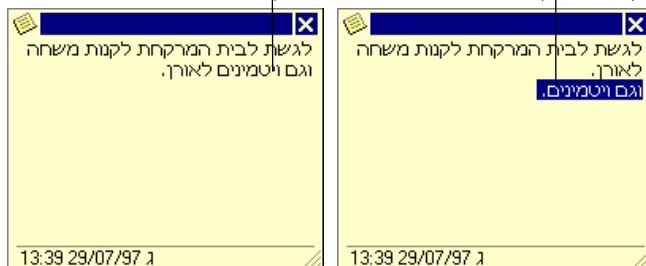 לגשת לבית המרקחת לקנות משחה
וגם ויטמינים לאורן.
ג 29/07/97 13:39
לגשת לבית המרקחת לקנות משחה
לאורן.
וגם ויטמינים.
ג 29/07/97 13:39